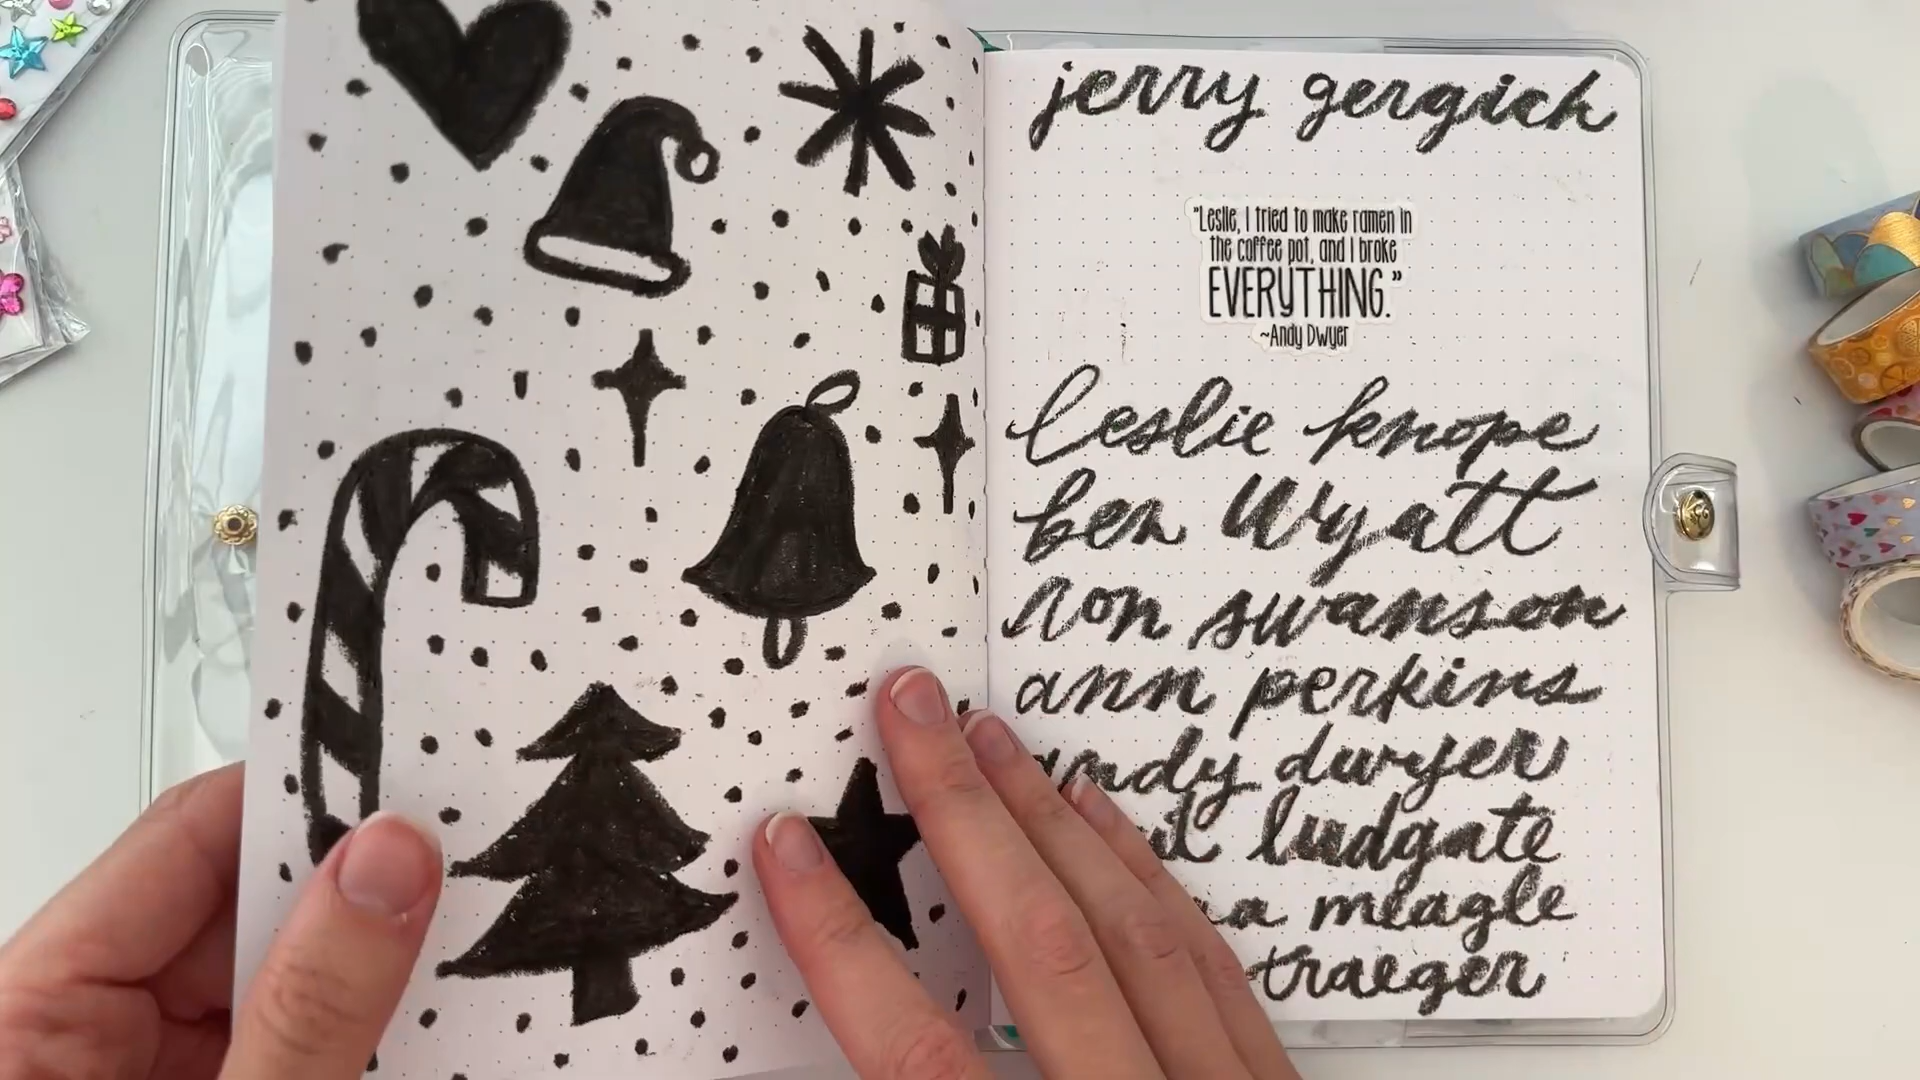 jerry gergich
"Leslie, I tried to make ramen in
the coffee pot, and I broke
EVERYTHING."
~Andy Dwyer
leslie knope
ben wyatt
ron swanson
ann perkins
andy dwyer
ludgate
meagle
traeger